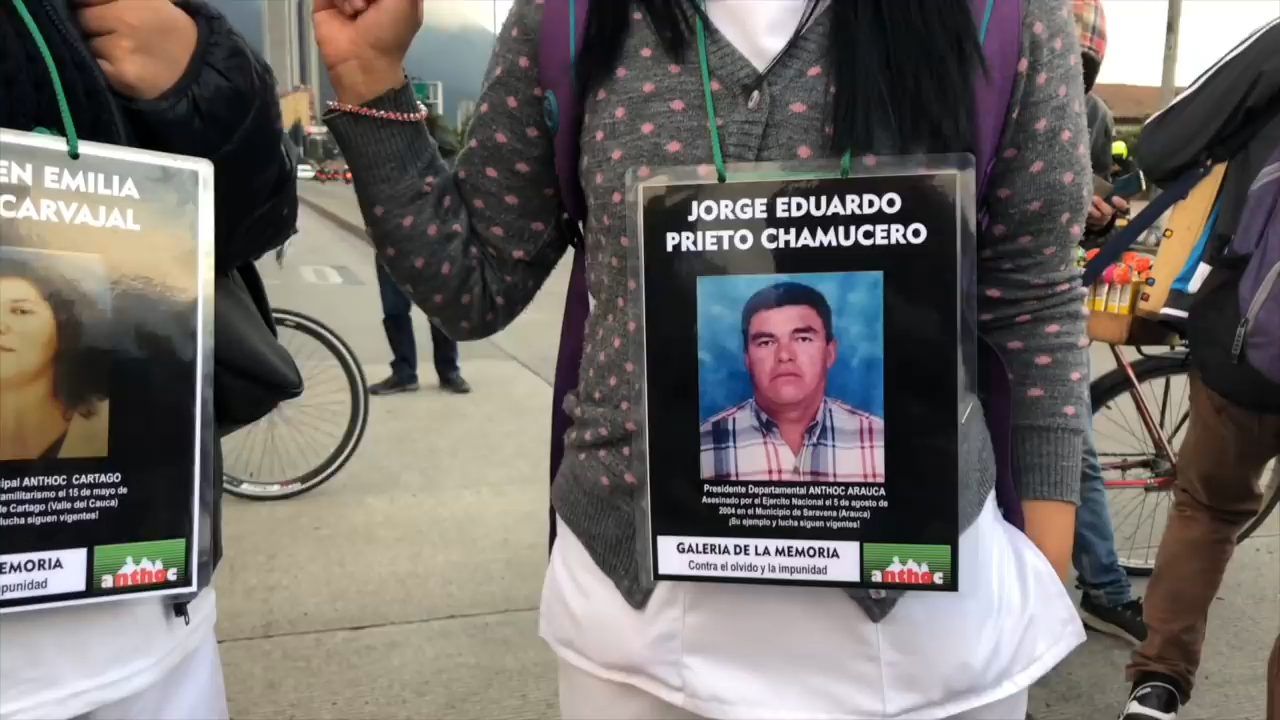 EN EMILIA
CARVAJAL
ipal ANTHOC CARTAGO
amilitarismo el 15 de mayo de
le Cartago (Valle del Cauca)
lucha siguen vigentes!
EMORIA
punidad
anthoc
JORGE EDUARDO
PRIETO CHAMUCERO
Presidente Departamental ANTHOC ARAUCA
Asesinado por el Ejercito Nacional el 5 de agosto de
2004 en el Municipio de Saravena (Arauca)
¡Su ejemplo y lucha siguen vigentes!
GALERIA DE LA MEMORIA
Contra el olvido y la impunidad
anthoc